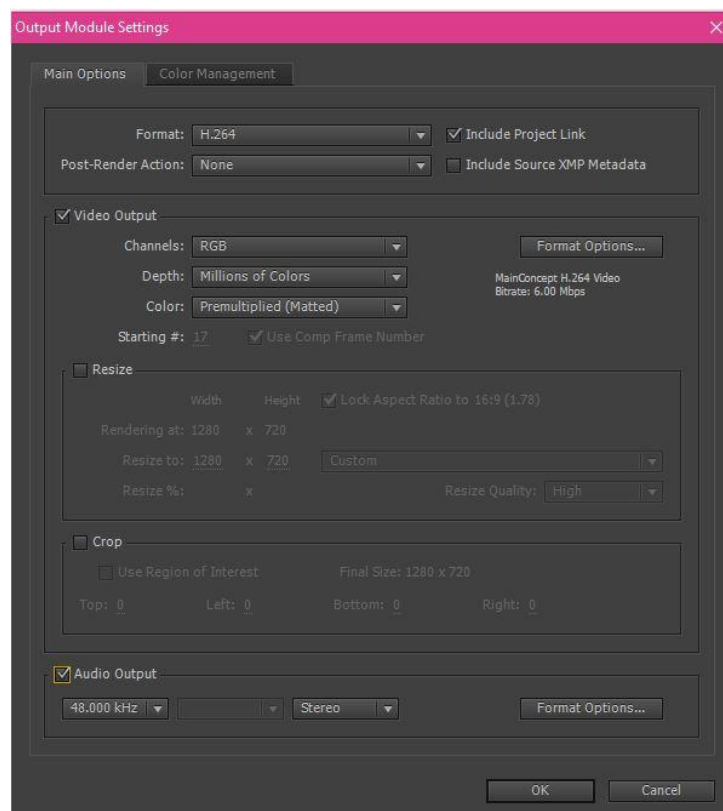 Output Module Settings
Main Options Color Management
Format: H.264 Include Project Link
Post-Render Action: None Include Source XMP Metadata
Video Output
Channels: RGB Format Options...
Depth: Millions of Colors MainConcept H.264 Video
Bitrate: 6.00 Mbps
Color: Premultiplied (Matted)
Starting #: 17 Use Comp Frame Number
Resize
Width Height Lock Aspect Ratio to 16:9 (1.78)
Rendering at: 1280 x 720
Resize to: 1280 x 720 Custom
Resize %: x Resize Quality: High
Crop
Use Region of Interest Final Size: 1280 x 720
Top: 0 Left: 0 Bottom: 0 Right: 0
Audio Output
48.000 kHz Stereo Format Options...
OK Cancel